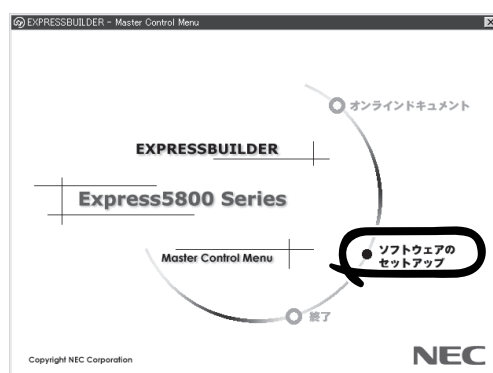 EXPRESSBUILDER - Master Control Menu
オンラインドキュメント
EXPRESSBUILDER
Express5800 Series
ソフトウェアの
セットアップ
Master Control Menu
終了
Copyright NEC Corporation
NEC